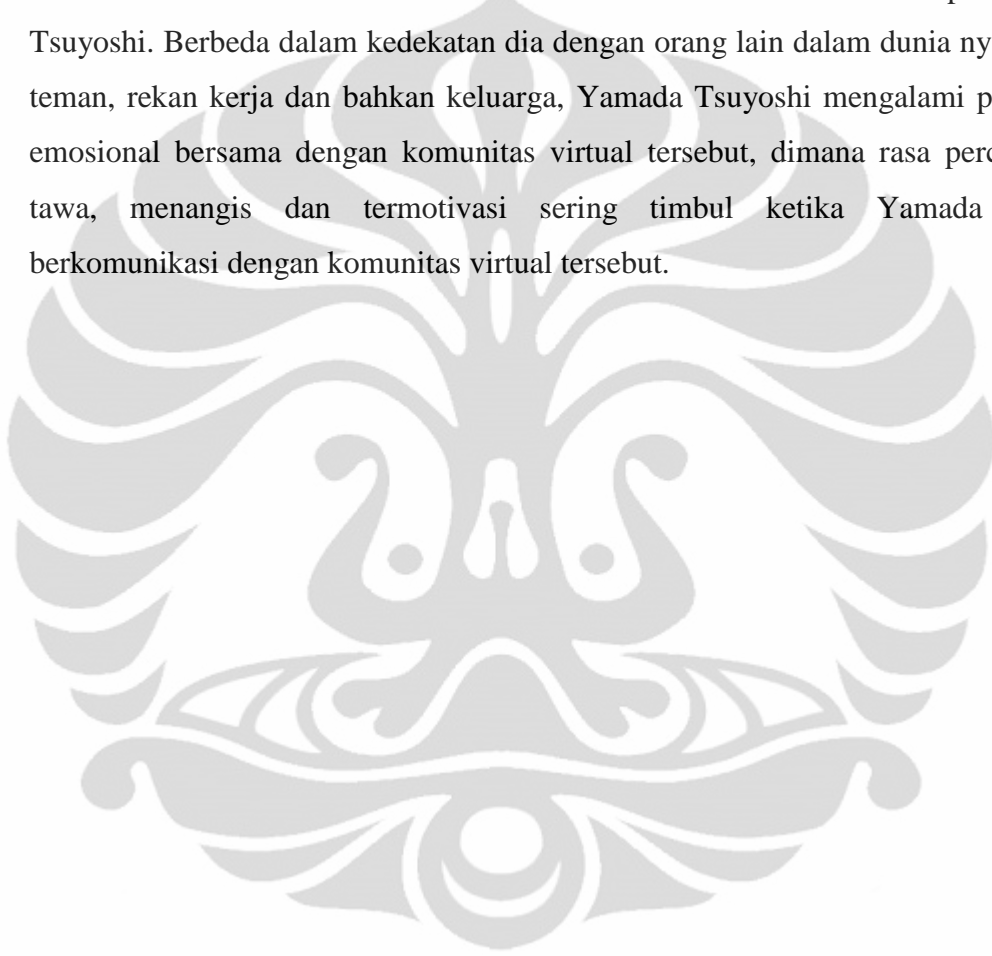 Tsuyoshi. Berbeda dalam kedekatan dia dengan orang lain dalam dunia
teman, rekan kerja dan bahkan keluarga, Yamada Tsuyoshi mengalami
emosional bersama dengan komunitas virtual tersebut, dimana rasa
tawa, menangis dan termotivasi sering timbul ketika Yamada
berkomunikasi dengan komunitas virtual tersebut.